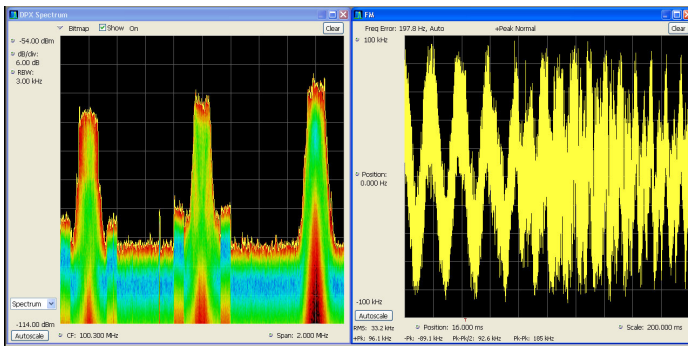 DPX Spectrum
Bitmap Show On Clear
-54.00 dBm
dB/div:
6.00 dB
RBW:
3.00 kHz
Spectrum
-114.00 dBm
Autoscale CF: 100.300 MHz Span: 2.000 MHz
FM
Freq Error: 197.8 Hz, Auto +Peak Normal Clear
100 kHz
Position:
0.000 Hz
-100 kHz
Autoscale Position: 16.000 ms Scale: 200.000 ms
RMS: 33.2 kHz
+Pk: 96.1 kHz -Pk: -89.1 kHz Pk-Pk/2: 92.6 kHz Pk-Pk: 185 kHz